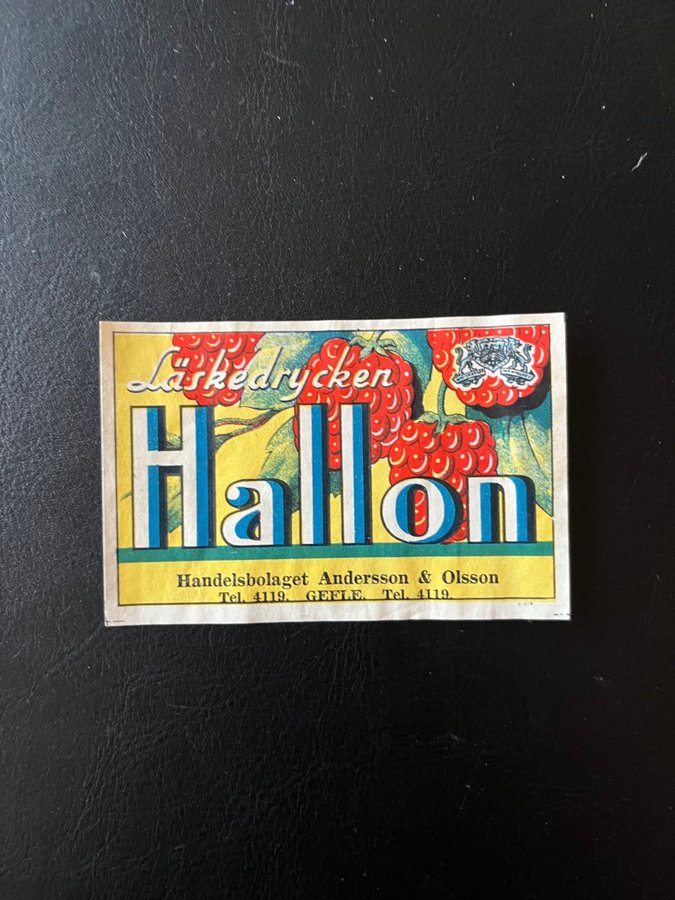 Läskedrycken
Hallon
Handelsbolaget Andersson & Olsson
Tel. 4119. GEFLE. Tel. 4119.